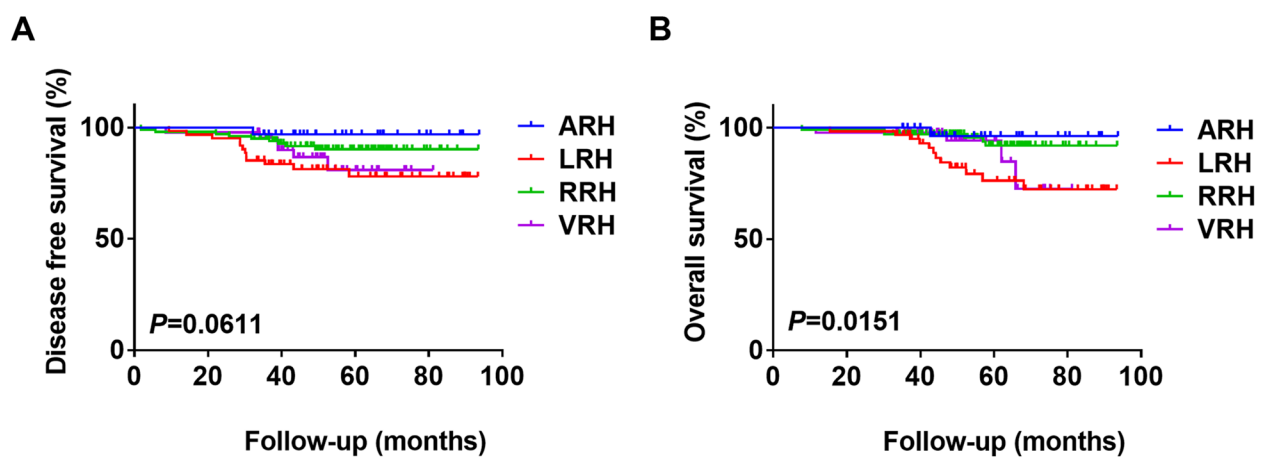 A
Disease free survival (%)
100
50
0
0 20 40 60 80 100
Follow-up (months)
P=0.0611
ARH
LRH
RRH
VRH
B
Overall survival (%)
100
50
0
0 20 40 60 80 100
Follow-up (months)
P=0.0151
ARH
LRH
RRH
VRH